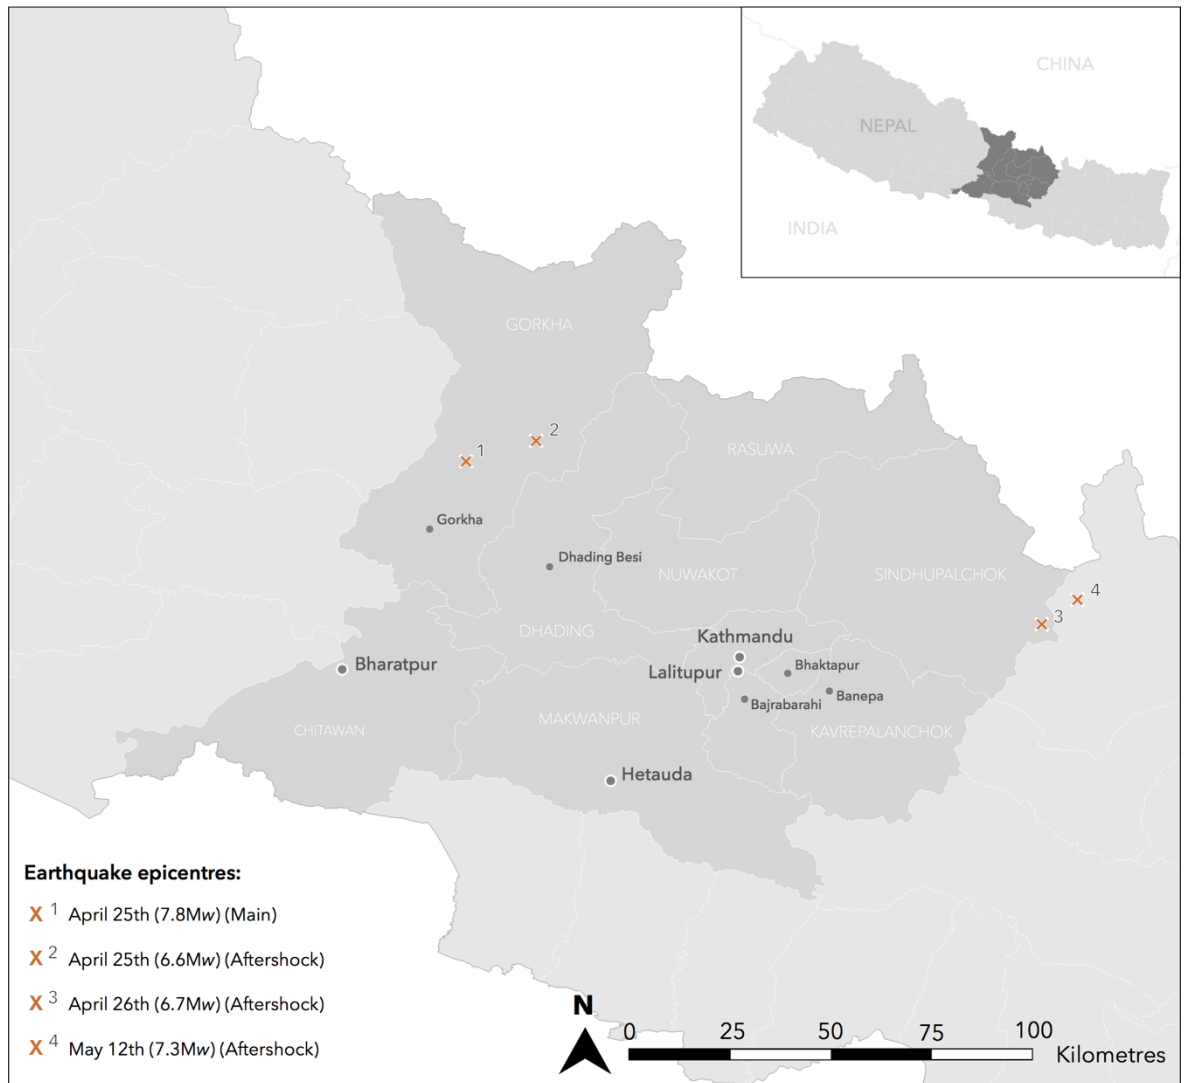 CHINA
NEPAL
INDIA
GORKHA
2
1
RASUWA
Gorkha
Dhading Besi
NUWAKOT
SINDHUPALCHOK
4
3
DHADING
Kathmandu
Bharatpur
Lalitupur
Bhaktapur
Banepa
Bajrabarahi
MAKWANPUR
CHITAWAN
KAVREPALANCHOK
Hetauda
Earthquake epicentres:
X 1 April 25th (7.8Mw) (Main)
X 2 April 25th (6.6Mw) (Aftershock)
X 3 April 26th (6.7Mw) (Aftershock)
X 4 May 12th (7.3Mw) (Aftershock)
N
0 25 50 75 100
Kilometres